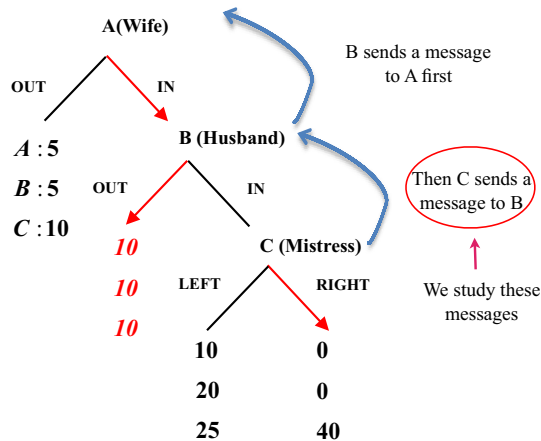 A(Wife)
B sends a message
to A first
OUT
IN
B (Husband)
A : 5
B : 5
C : 10
OUT
IN
Then C sends a
message to B
10
10
10
C (Mistress)
LEFT
RIGHT
We study these
messages
10
0
20
0
25
40